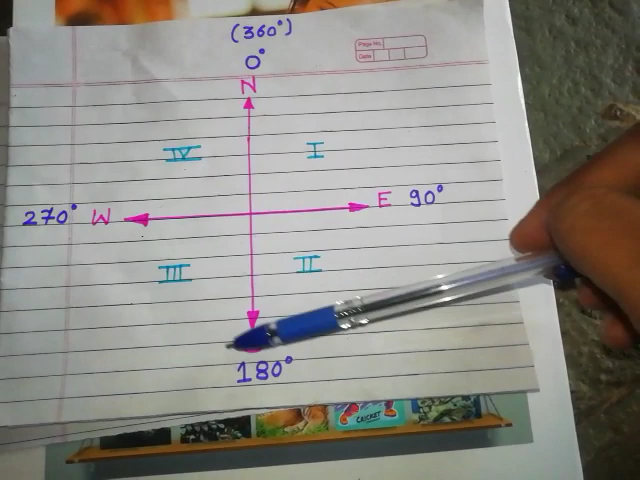 (360°)
0°
Page No.
Date
N
IV
I
270° W
E 90°
III
II
180°
CRICKET